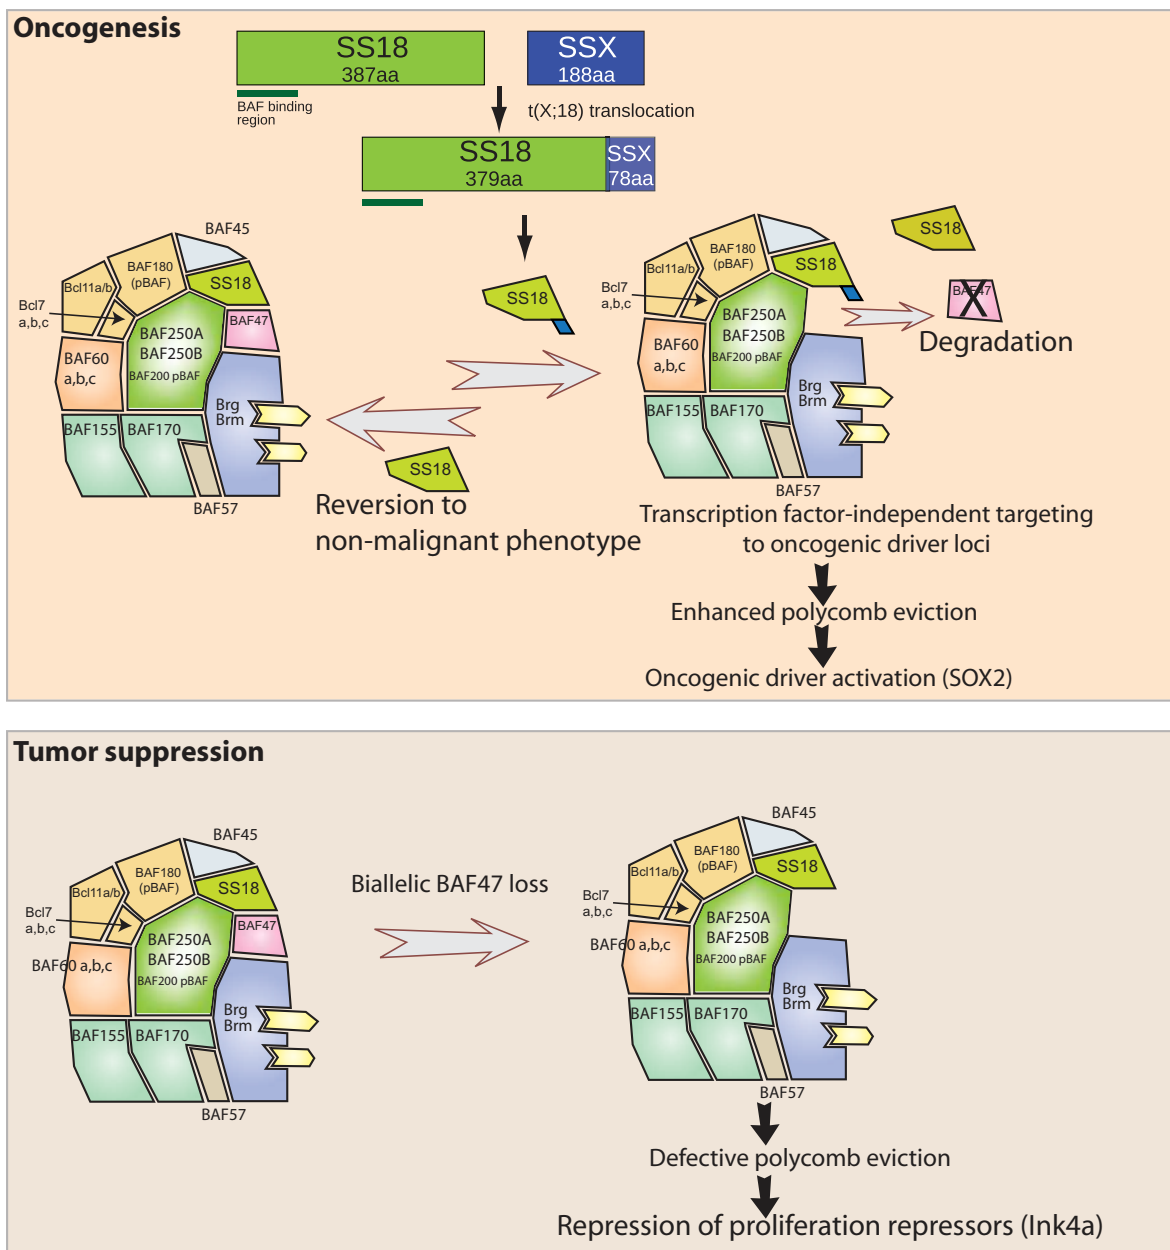 Oncogenesis
SS18
387aa
SSX
188aa
BAF binding
region
t(X;18) translocation
SS18
379aa
SSX
78aa
BAF45
BAF180
(pBAF)
Bcl11a/b
SS18
Bcl7
a,b,c
BAF250A
BAF250B
BAF200 pBAF
BAF47
BAF60
a,b,c
Brg
Brm
BAF155
BAF170
BAF57
SS18
SS18
Reversion to
non-malignant phenotype
BAF180
(pBAF)
Bcl11a/b
SS18
Bcl7
a,b,c
BAF250A
BAF250B
BAF200 pBAF
BAF60
a,b,c
Brg
Brm
BAF155
BAF170
BAF57
SS18
BAF47
X
Degradation
Transcription factor-independent targeting
to oncogenic driver loci
Enhanced polycomb eviction
Oncogenic driver activation (SOX2)
Tumor suppression
BAF45
BAF180
(pBAF)
Bcl11a/b
SS18
Bcl7
a,b,c
BAF250A
BAF250B
BAF200 pBAF
BAF47
BAF60 a,b,c
Brg
Brm
BAF155
BAF170
BAF57
Biallelic BAF47 loss
BAF45
BAF180
(pBAF)
Bcl11a/b
SS18
Bcl7
a,b,c
BAF250A
BAF250B
BAF200 pBAF
BAF60 a,b,c
Brg
Brm
BAF155
BAF170
BAF57
Defective polycomb eviction
Repression of proliferation repressors (Ink4a)